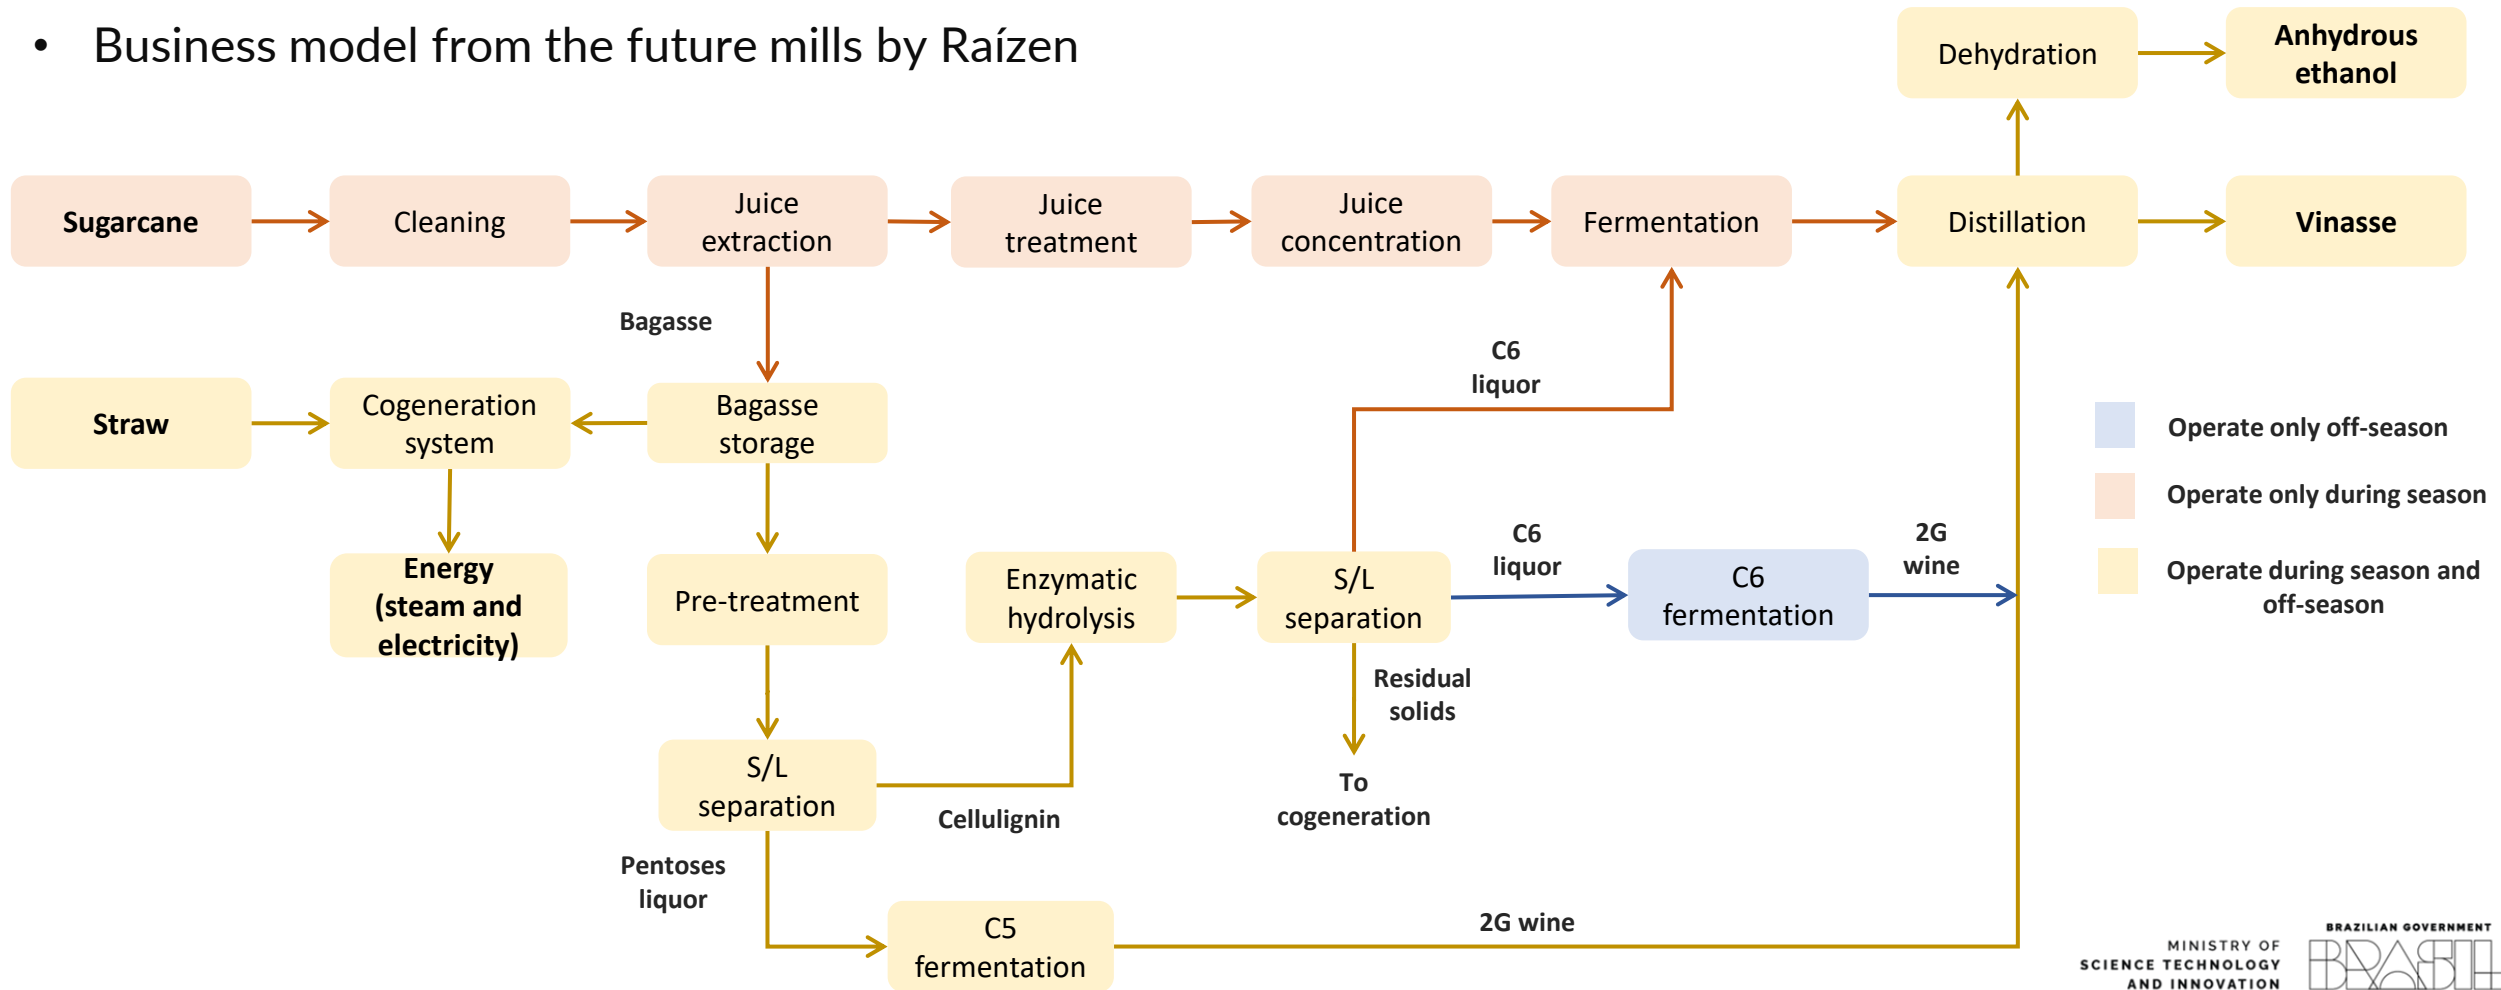 • Business model from the future mills by Raízen
Dehydration
Anhydrous
ethanol
Sugarcane
Cleaning
Juice
extraction
Juice
treatment
Juice
concentration
Fermentation
Distillation
Vinasse
Bagasse
C6
liquor
Straw
Cogeneration
system
Bagasse
storage
Operate only off-season
Operate only during season
Operate during season and
off-season
Energy
(steam and
electricity)
Pre-treatment
Enzymatic
hydrolysis
S/L
separation
C6
liquor
C6
fermentation
2G
wine
Residual
solids
To
cogeneration
S/L
separation
Cellulignin
Pentoses
liquor
C5
fermentation
2G wine
MINISTRY OF
SCIENCE TECHNOLOGY
AND INNOVATION
BRAZILIAN GOVERNMENT
BRASIL